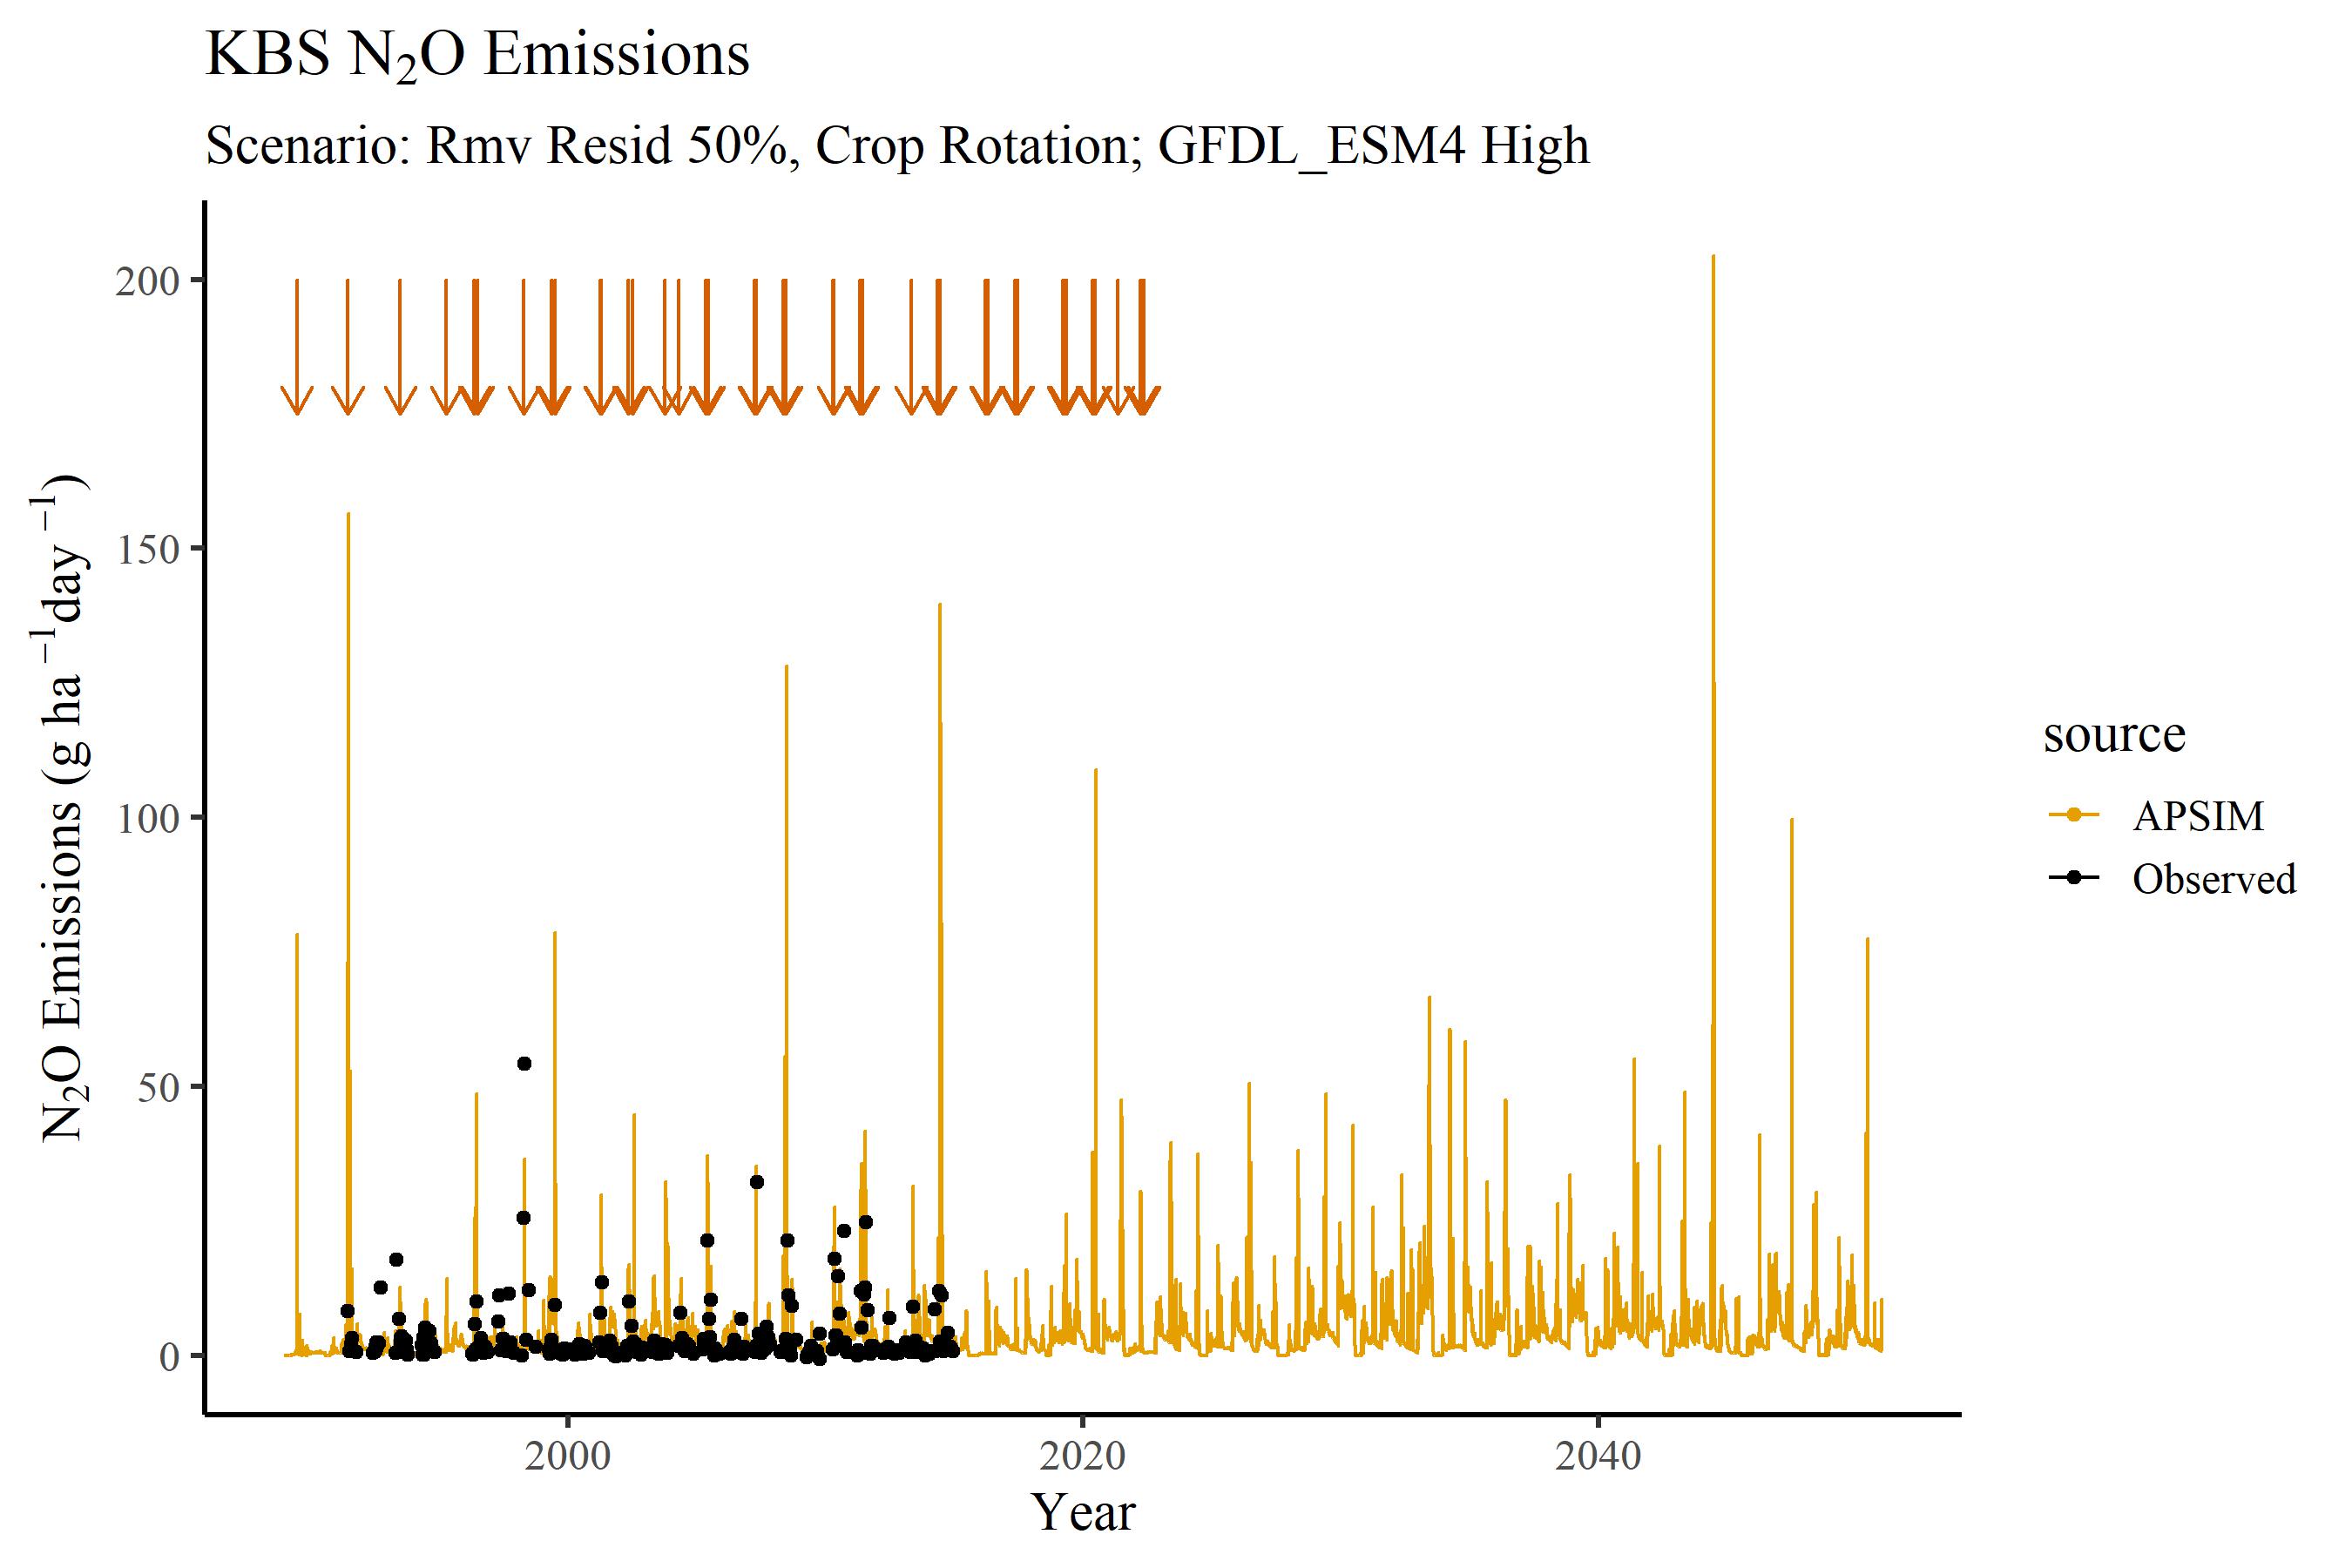 KBS N₂O Emissions
Scenario: Rmv Resid 50%, Crop Rotation; GFDL_ESM4 High
N₂O Emissions (g ha ⁻¹day ⁻¹)
200
150
100
50
0
2000
2020
2040
Year
source
APSIM
Observed